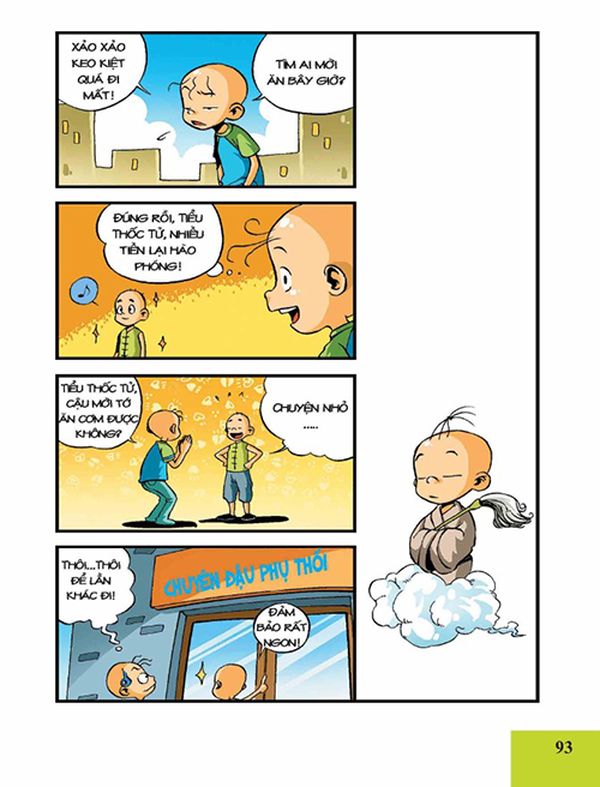 XẢO XẢO
KEO KIỆT
QUÁ ĐI
MẤT!
TÌM AI MỜI
ĂN BÂY GIỜ?
ĐÚNG RỒI, TIỂU
THỐC TỬ, NHIỀU
TIỀN LẠI HÀO
PHÓNG!
TIỂU THỐC TỬ,
CẬU MỜI TỚ
ĂN CƠM ĐƯỢC
KHÔNG?
CHUYỆN NHỎ
.....
CHUYÊN ĐẬU PHỤ THỐI
THÔI...THÔI
ĐỂ LẦN
KHÁC ĐI!
ĐẢM
BẢO RẤT
NGON!
93